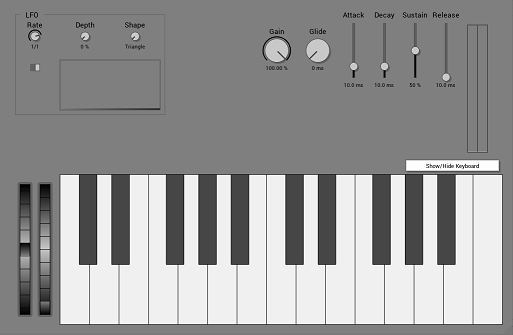 LFO
Rate Depth Shape
1/1 0 % Triangle
Gain Glide
100.00 % 0 ms
Attack Decay Sustain Release
10.0 ms 10.0 ms 50 % 10.0 ms
Show/Hide Keyboard